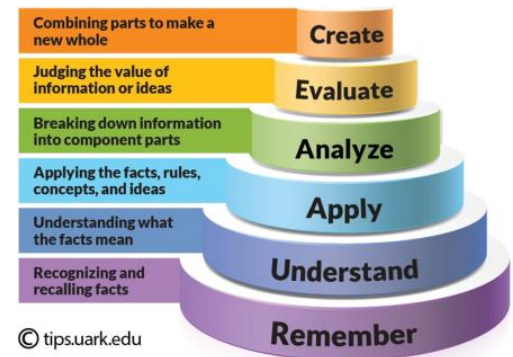 Combining parts to make a
new whole
Create
Judging the value of
information or ideas
Evaluate
Breaking down information
into component parts
Analyze
Applying the facts, rules,
concepts, and ideas
Apply
Understanding what
the facts mean
Understand
Recognizing and
recalling facts
Remember
© tips.uark.edu